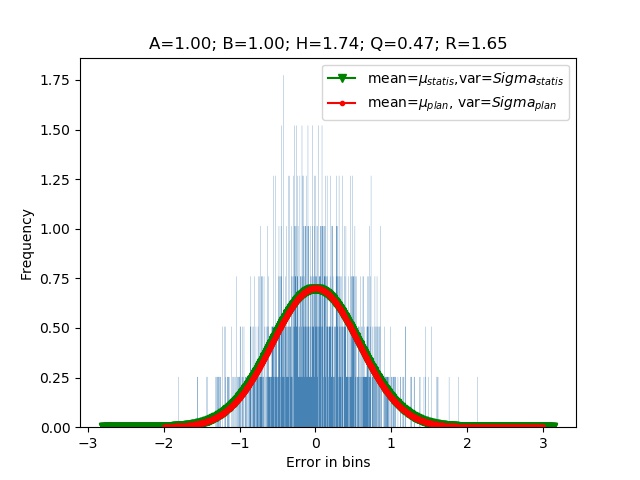 A=1.00; B=1.00; H=1.74; Q=0.47; R=1.65
mean=μstatis,var=Sigmastatis
mean=μplan, var=Sigmaplan
Frequency
1.75
1.50
1.25
1.00
0.75
0.50
0.25
0.00
−3 −2 −1 0 1 2 3
Error in bins